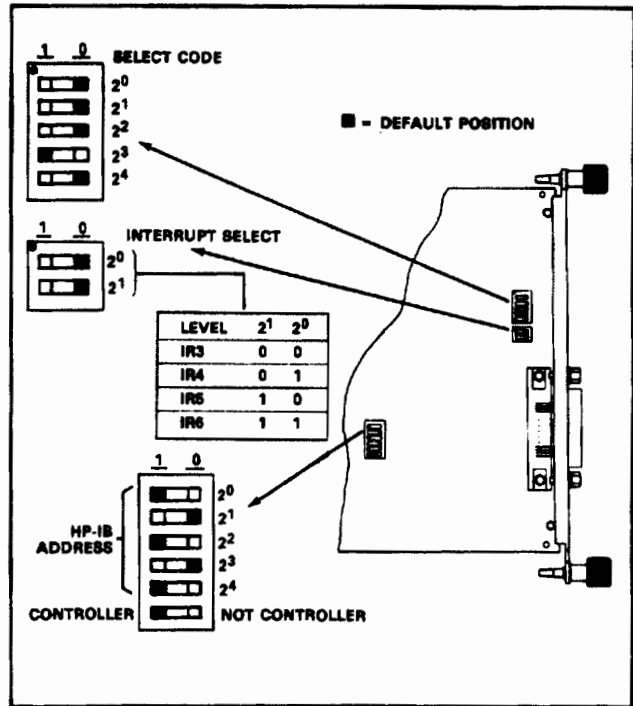 1 0 SELECT CODE
2⁰
2¹
2²
2³
2⁴
■ = DEFAULT POSITION
1 0 INTERRUPT SELECT
2⁰
2¹
LEVEL 2¹ 2⁰
IR3 0 0
IR4 0 1
IR5 1 0
IR6 1 1
1 0
HP-IB
ADDRESS
2⁰
2¹
2²
2³
2⁴
CONTROLLER NOT CONTROLLER